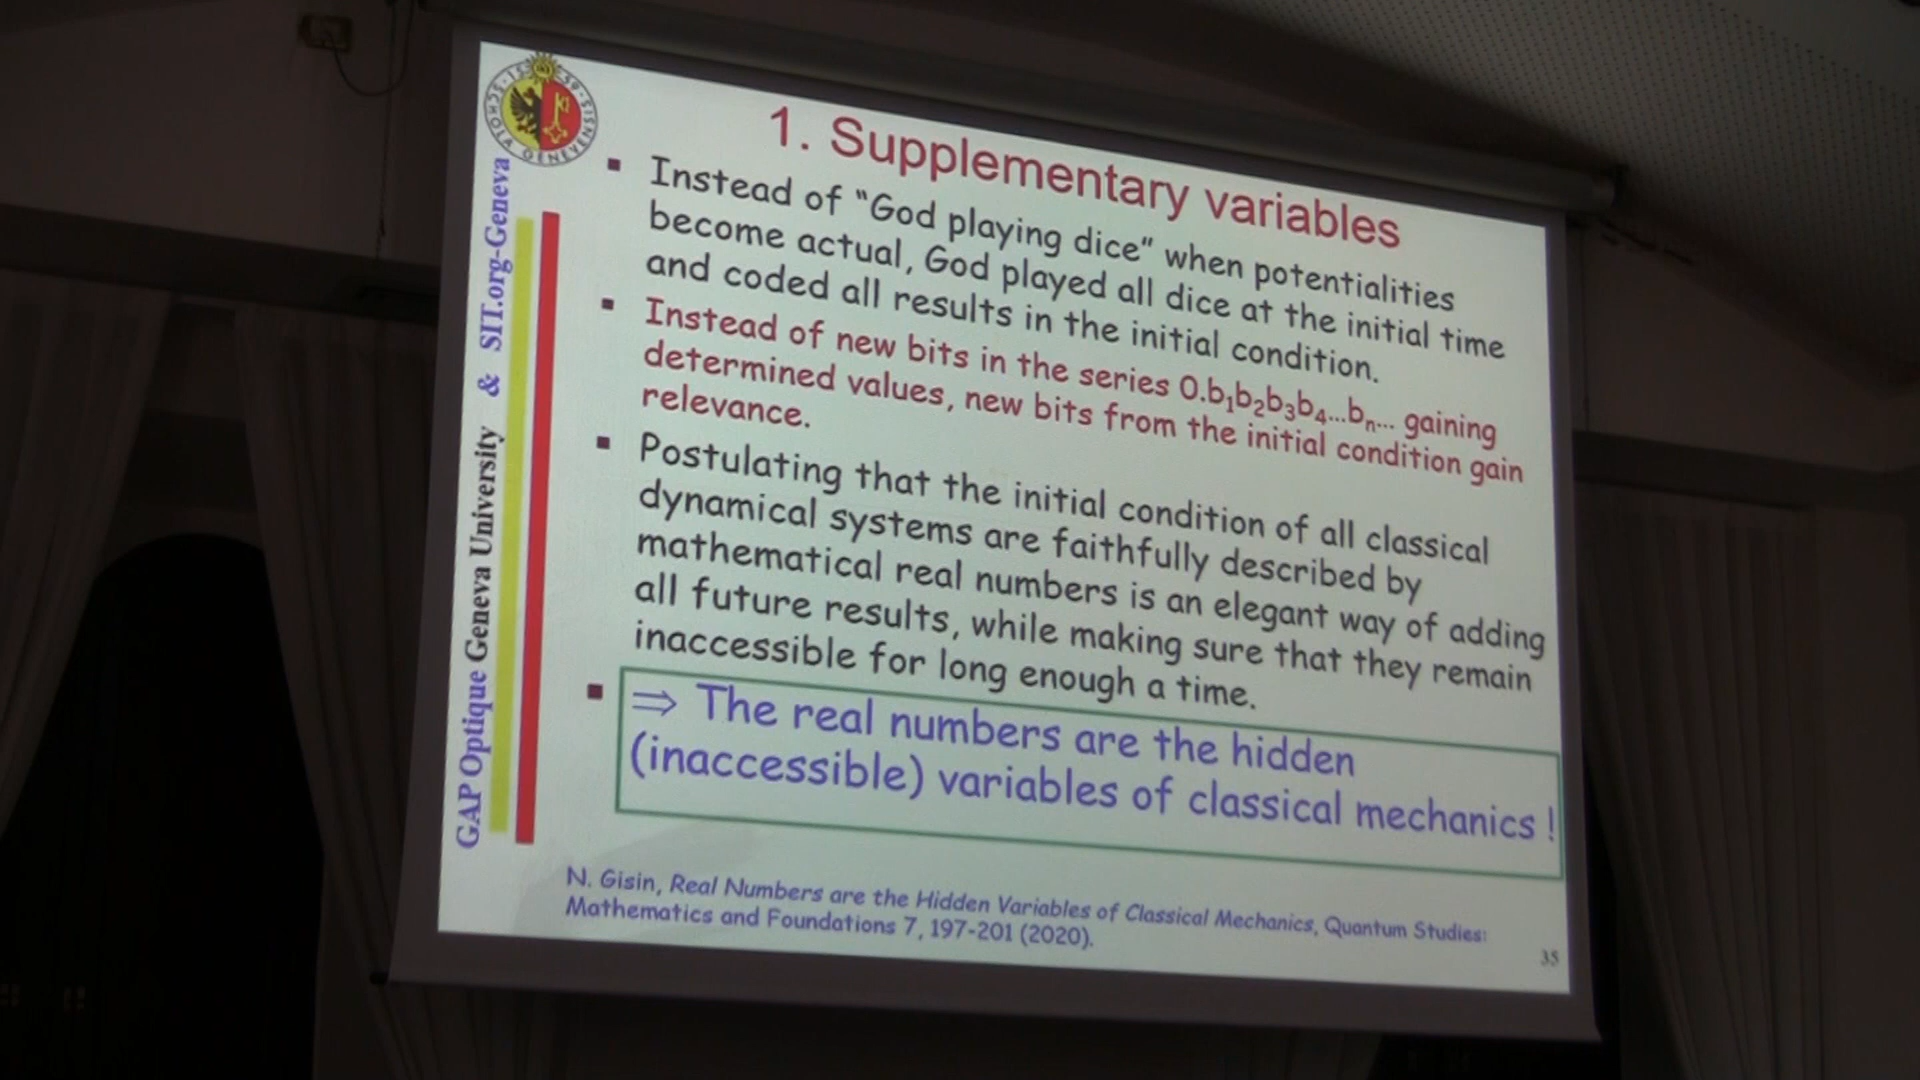 1. Supplementary variables
▪ Instead of "God playing dice" when potentialities
become actual, God played all dice at the initial time
and coded all results in the initial condition.
▪ Instead of new bits in the series 0.b₁b₂b₃b₄...bₙ... gaining
determined values, new bits from the initial condition gain
relevance.
▪ Postulating that the initial condition of all classical
dynamical systems are faithfully described by
mathematical real numbers is an elegant way of adding
all future results, while making sure that they remain
inaccessible for long enough a time.
▪ ⇒ The real numbers are the hidden
(inaccessible) variables of classical mechanics !
N. Gisin, Real Numbers are the Hidden Variables of Classical Mechanics, Quantum Studies:
Mathematics and Foundations 7, 197-201 (2020).
35
GAP Optique Geneva University & SIT.org-Geneva
SCHOLA GENEVENSIS